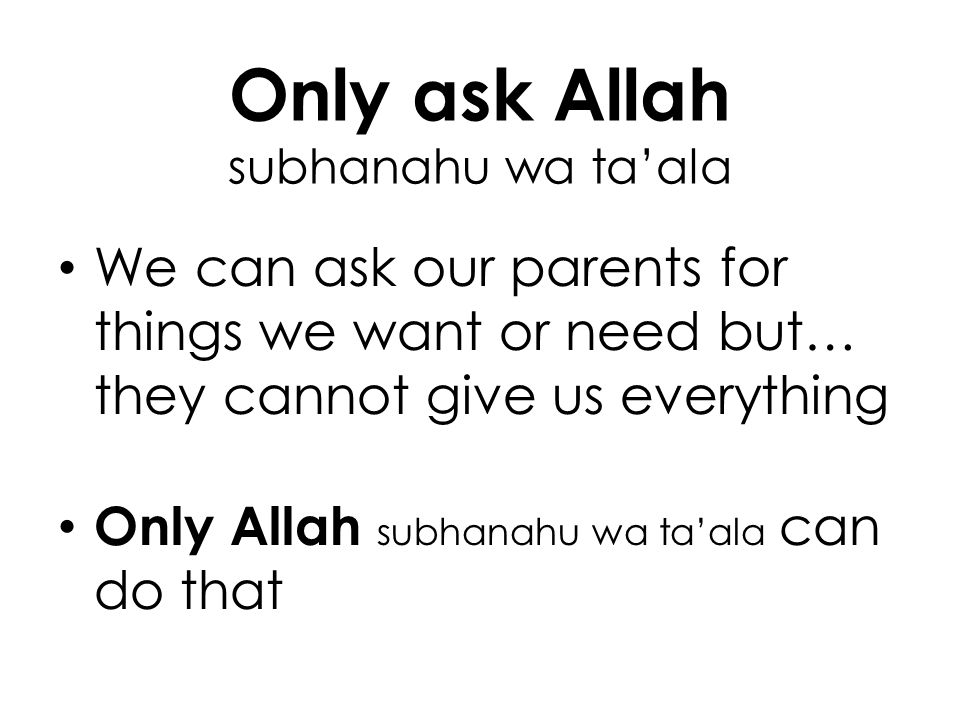 Only ask Allah
subhanahu wa ta’ala
• We can ask our parents for
things we want or need but…
they cannot give us everything
• Only Allah subhanahu wa ta’ala can
do that